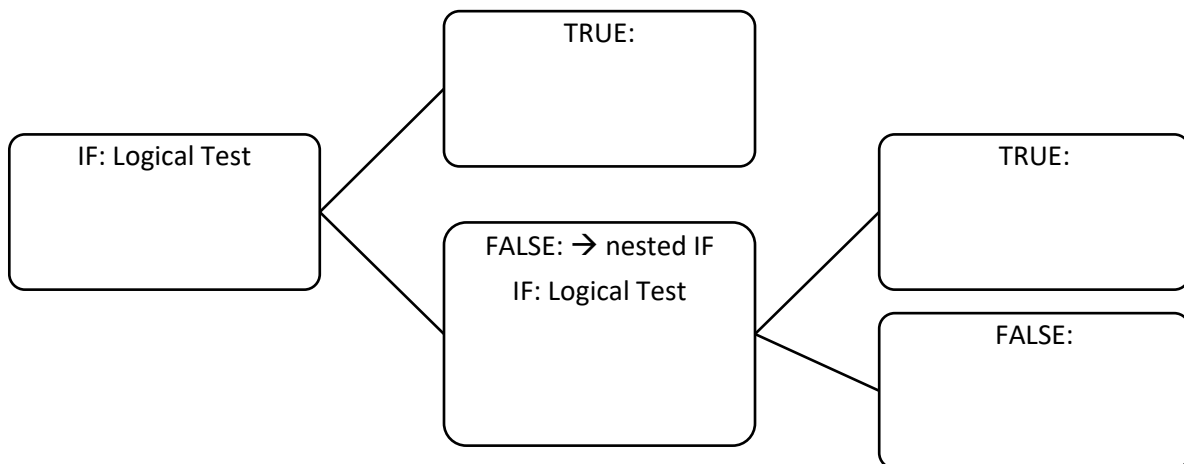 TRUE:
IF: Logical Test
TRUE:
FALSE: → nested IF
IF: Logical Test
FALSE: